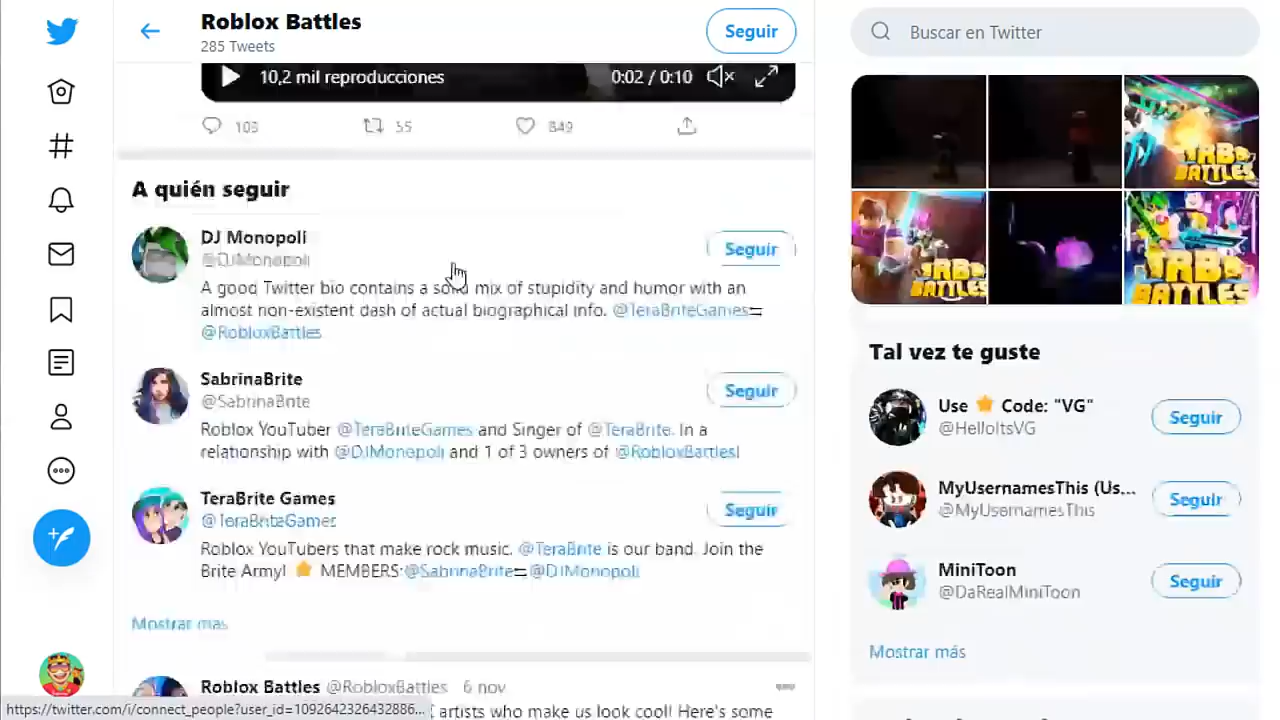 Roblox Battles
285 Tweets
Seguir
Buscar en Twitter
10,2 mil reproducciones
0:02 / 0:10
103
55
849
RB BATTLES
RB BATTLES
RB BATTLES
A quién seguir
DJ Monopoli
@DJMonopoli
Seguir
A good Twitter bio contains a solid mix of stupidity and humor with an
almost non-existent dash of actual biographical info. @TeraBriteGames
@RobloxBattles
SabrinaBrite
@SabrinaBrite
Seguir
Roblox YouTuber @TeraBriteGames and Singer of @TeraBrite. In a
relationship with @DJMonopoli and 1 of 3 owners of @RobloxBattles!
TeraBrite Games
@TeraBriteGames
Seguir
Roblox YouTubers that make rock music. @TeraBrite is our band. Join the
Brite Army! MEMBERS:@SabrinaBrite= @DJMonopoli
Mostrar más
Tal vez te guste
Use ⭐ Code: "VG"
@HelloItsVG
Seguir
MyUsernamesThis (Us...
@MyUsernamesThis
Seguir
MiniToon
@DaRealMiniToon
Seguir
Mostrar más
Roblox Battles @RobloxBattles 6 nov
artists who make us look cool! Here's some
https://twitter.com/i/connect_people?user_id=1092642326432886...